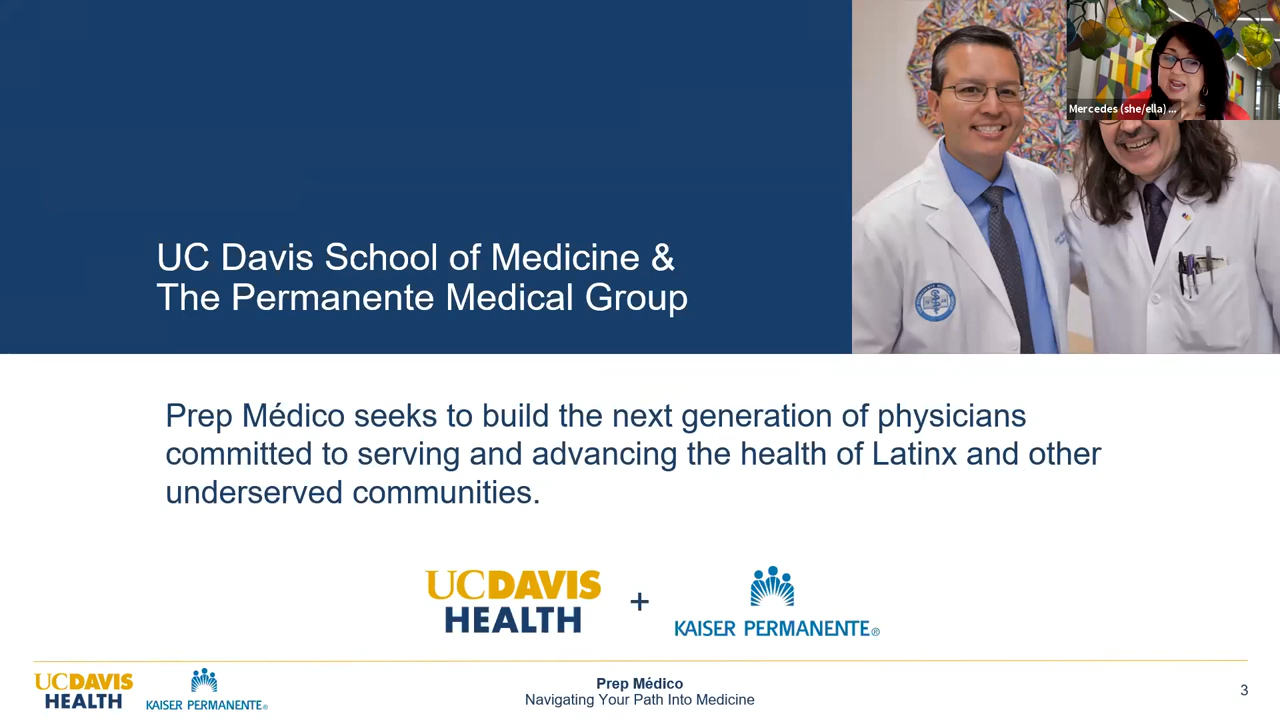 Mercedes (she/ella) ...
UC Davis School of Medicine &
The Permanente Medical Group
Prep Médico seeks to build the next generation of physicians
committed to serving and advancing the health of Latinx and other
underserved communities.
UCDAVIS
HEALTH
+
KAISER PERMANENTE®
UCDAVIS
HEALTH
KAISER PERMANENTE®
Prep Médico
Navigating Your Path Into Medicine
3